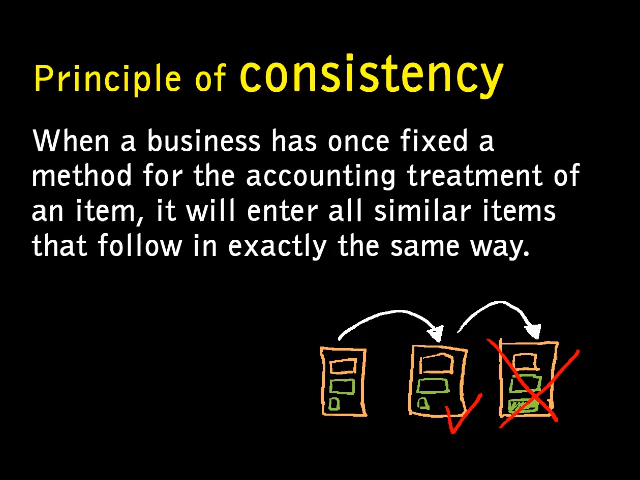 Principle of consistency
When a business has once fixed a
method for the accounting treatment of
an item, it will enter all similar items
that follow in exactly the same way.